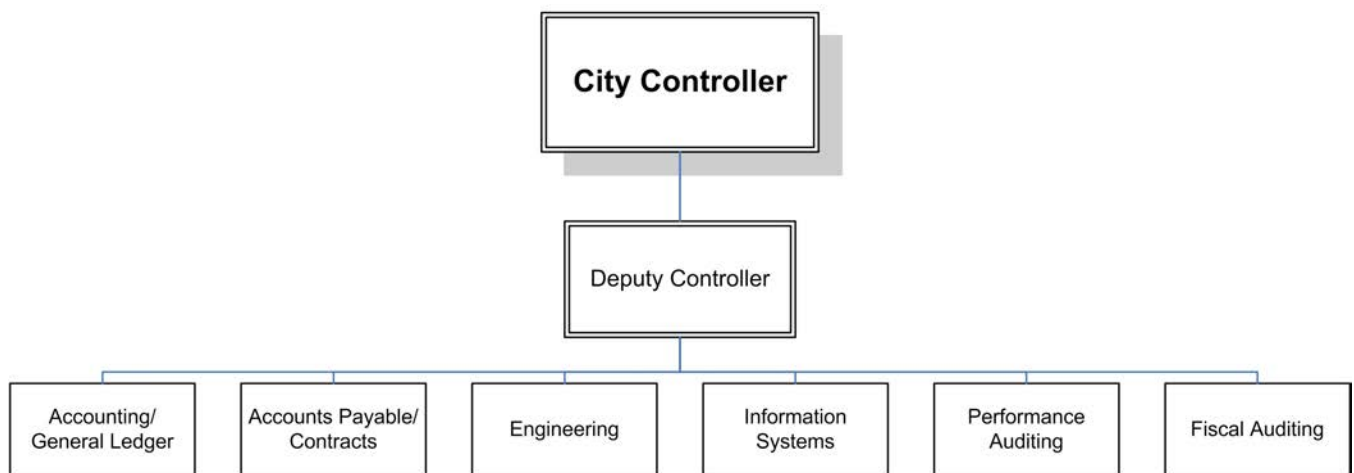 City Controller
Deputy Controller
Accounting/
General Ledger
Accounts Payable/
Contracts
Engineering
Information
Systems
Performance
Auditing
Fiscal Auditing